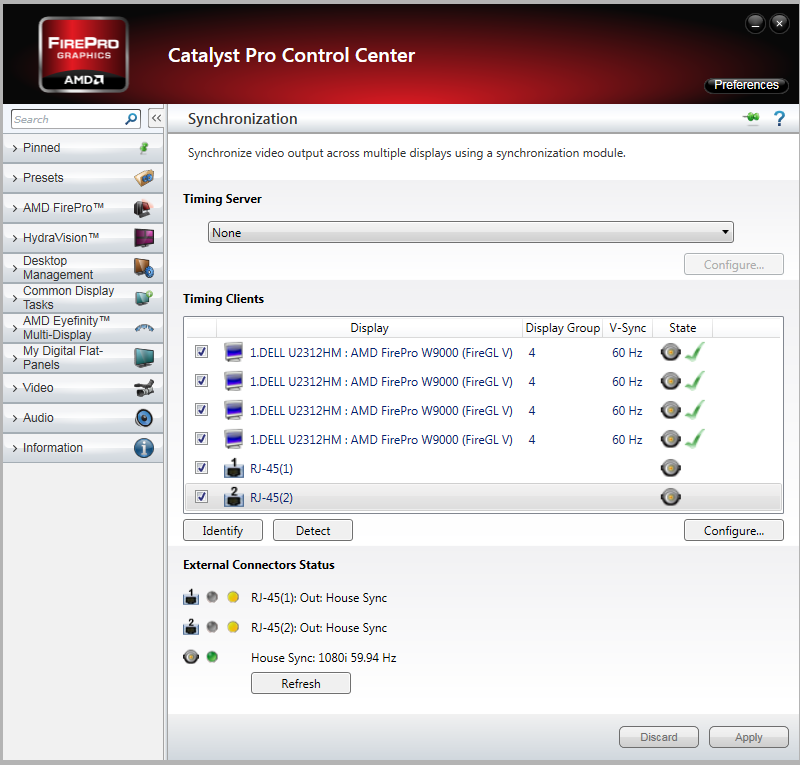 FIREPRO
GRAPHICS
AMD
Catalyst Pro Control Center
Preferences
Search
Pinned
Presets
AMD FirePro™
HydraVision™
Desktop
Management
Common Display
Tasks
AMD Eyefinity™
Multi-Display
My Digital Flat-
Panels
Video
Audio
Information
Synchronization
?
Synchronize video output across multiple displays using a synchronization module.
Timing Server
None
Configure...
Timing Clients
Display Display Group V-Sync State
1.DELL U2312HM : AMD FirePro W9000 (FireGL V) 4 60 Hz
1.DELL U2312HM : AMD FirePro W9000 (FireGL V) 4 60 Hz
1.DELL U2312HM : AMD FirePro W9000 (FireGL V) 4 60 Hz
1.DELL U2312HM : AMD FirePro W9000 (FireGL V) 4 60 Hz
1 RJ-45(1)
2 RJ-45(2)
Identify Detect Configure...
External Connectors Status
1 RJ-45(1): Out: House Sync
2 RJ-45(2): Out: House Sync
House Sync: 1080i 59.94 Hz
Refresh
Discard Apply